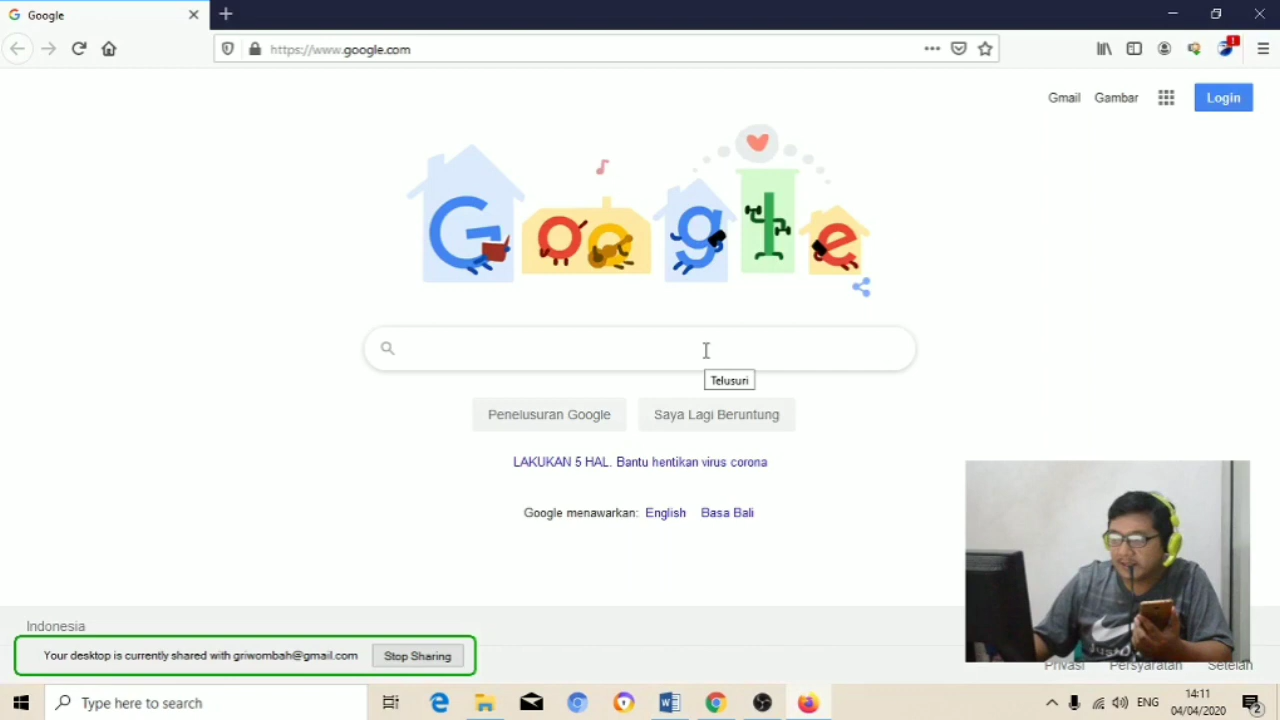 Google
https://www.google.com
Gmail
Gambar
Login
Google
Telusuri
Penelusuran Google
Saya Lagi Beruntung
LAKUKAN 5 HAL. Bantu hentikan virus corona
Google menawarkan: English Basa Bali
Indonesia
Your desktop is currently shared with griwombah@gmail.com
Stop Sharing
Privasi Persyaratan Setelan
Type here to search
ENG
14:11
04/04/2020
2